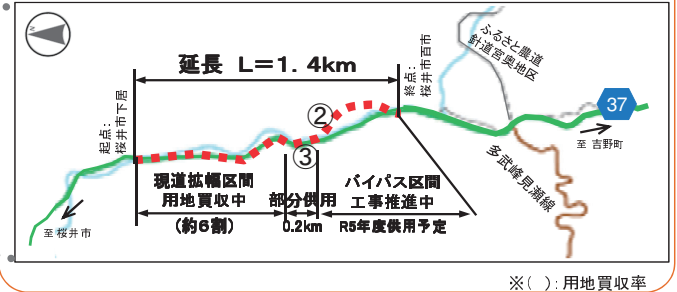 延長 L=1.4km
起点:
桜井市下居
終点:
桜井市百市
ふるさと農道
針道宮奥地区
37
至 吉野町
多武峰見瀬線
②
③
至 桜井市
現道拡幅区間
用地買収中
(約6割)
部分供用
0.2km
バイパス区間
工事推進中
R5年度供用予定
※( ):用地買収率